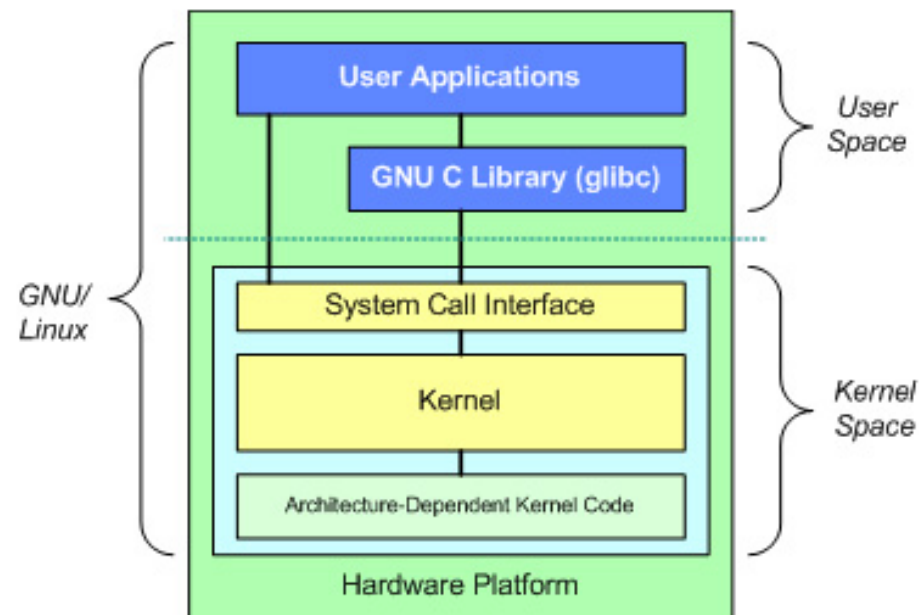 User Applications
User
Space
GNU C Library (glibc)
GNU/
Linux
System Call Interface
Kernel
Kernel
Space
Architecture-Dependent Kernel Code
Hardware Platform